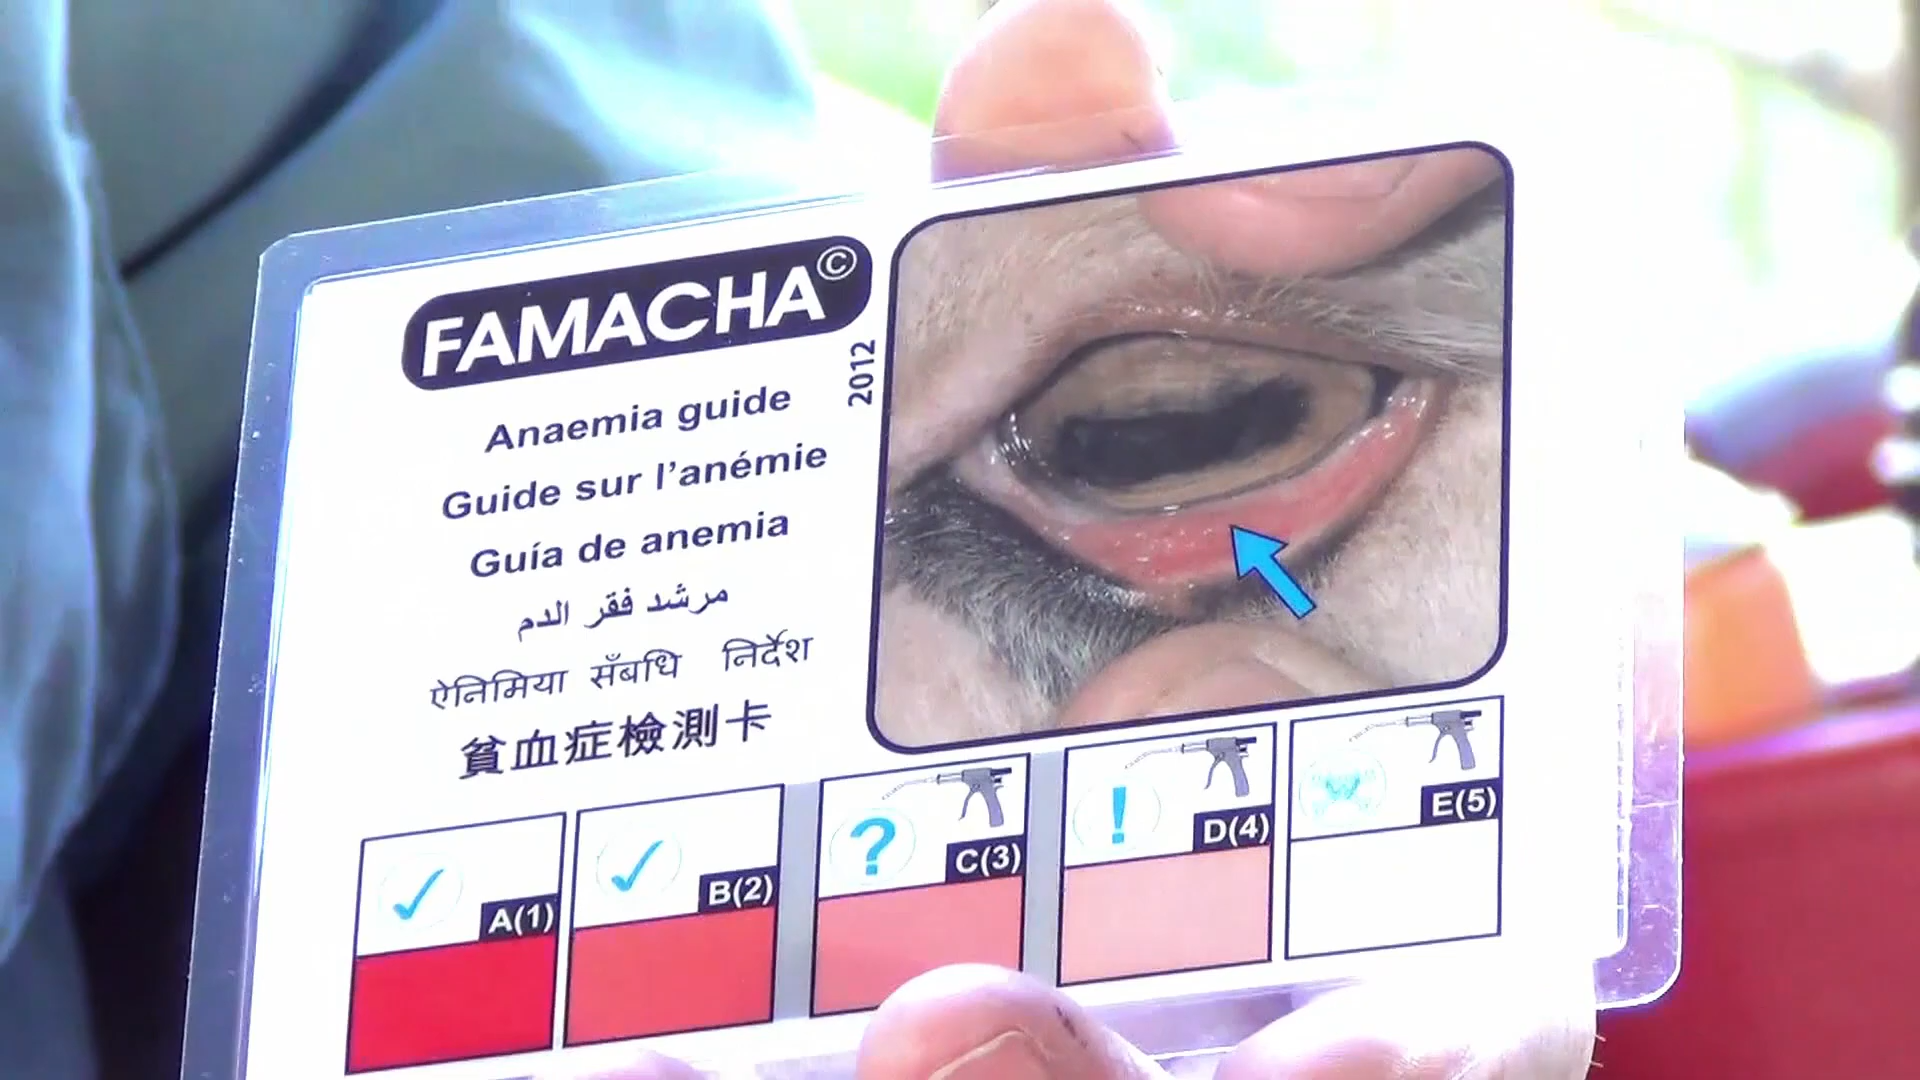 FAMACHA©
2012
Anaemia guide
Guide sur l'anémie
Guía de anemia
مرشد فقر الدم
ऐनिमिया सँबधि निर्देश
貧血症檢測卡
A(1)
B(2)
? C(3)
! D(4)
E(5)